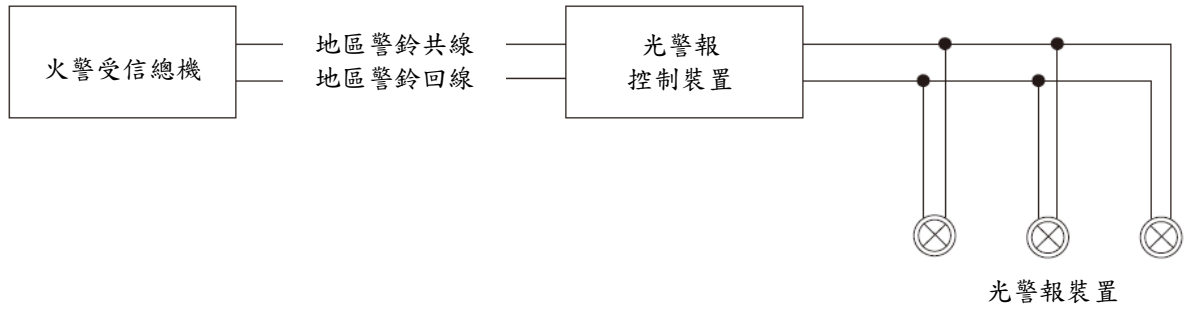 火警受信總機
地區警鈴共線
地區警鈴回線
光警報
控制裝置
光警報裝置